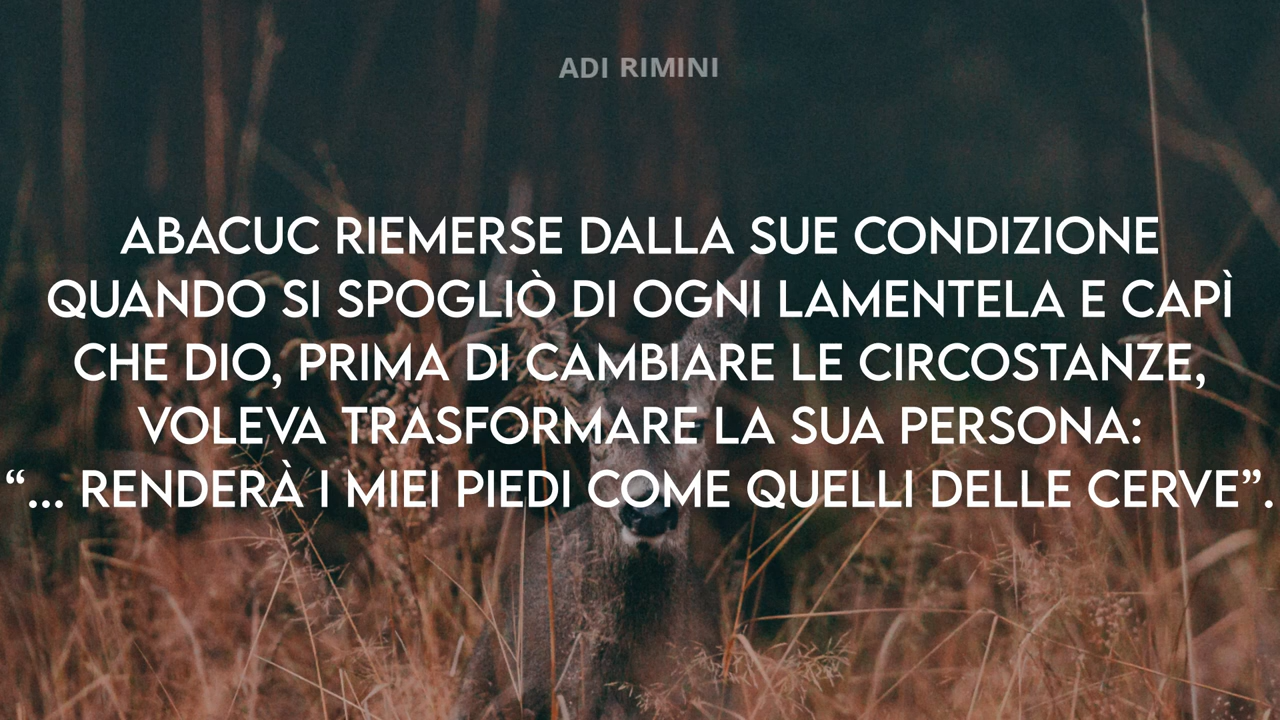 ADI RIMINI
ABACUC RIEMERSE DALLA SUE CONDIZIONE
QUANDO SI SPOGLIÒ DI OGNI LAMENTELA E CAPÌ
CHE DIO, PRIMA DI CAMBIARE LE CIRCOSTANZE,
VOLEVA TRASFORMARE LA SUA PERSONA:
“... RENDERÀ I MIEI PIEDI COME QUELLI DELLE CERVE”.